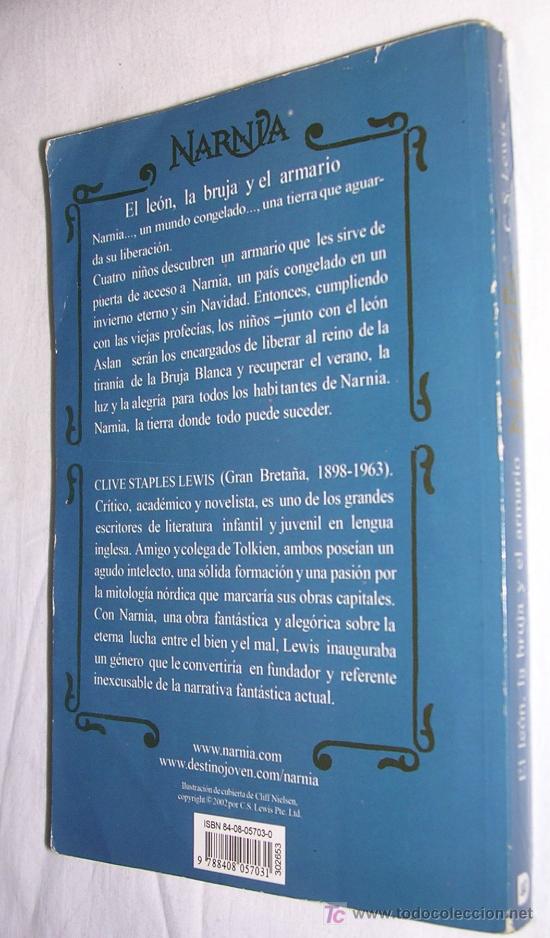 NARNIA
El león, la bruja y el armario
Narnia..., un mundo congelado..., una tierra que aguar-
da su liberación.
Cuatro niños descubren un armario que les sirve de
puerta de acceso a Narnia, un país congelado en un
invierno eterno y sin Navidad. Entonces, cumpliendo
con las viejas profecías, los niños –junto con el león
Aslan serán los encargados de liberar al reino de la
tiranía de la Bruja Blanca y recuperar el verano, la
luz y la alegría para todos los habitantes de Narnia.
Narnia, la tierra donde todo puede suceder.
CLIVE STAPLES LEWIS (Gran Bretaña, 1898-1963).
Crítico, académico y novelista, es uno de los grandes
escritores de literatura infantil y juvenil en lengua
inglesa. Amigo y colega de Tolkien, ambos poseían un
agudo intelecto, una sólida formación y una pasión por
la mitología nórdica que marcaría sus obras capitales.
Con Narnia, una obra fantástica y alegórica sobre la
eterna lucha entre el bien y el mal, Lewis inauguraba
un género que le convertiría en fundador y referente
inexcusable de la narrativa fantástica actual.
www.narnia.com
www.destinojoven.com/narnia
Ilustración de cubierta de Cliff Nielsen,
copyright © 2002 por C.S. Lewis Pte. Ltd.
ISBN 84-08-05703-0
9 788408 057031
302653
El león, la bruja y el armario
NARNIA
C.S. Lewis
TC www.todocoleccion.net